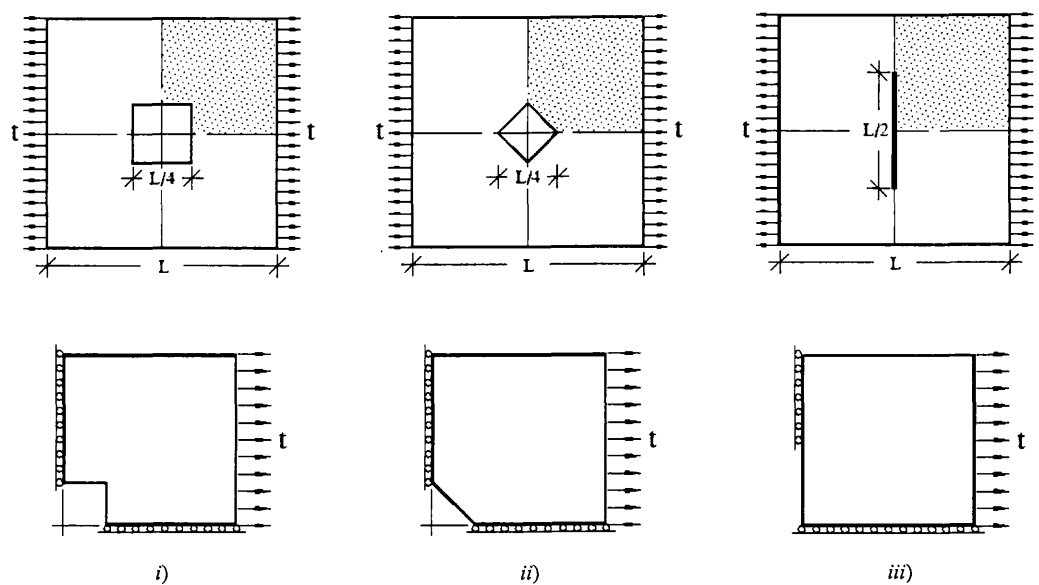 t t t t t
L/4 L/4 L/2
L L L
t t t
i) ii) iii)